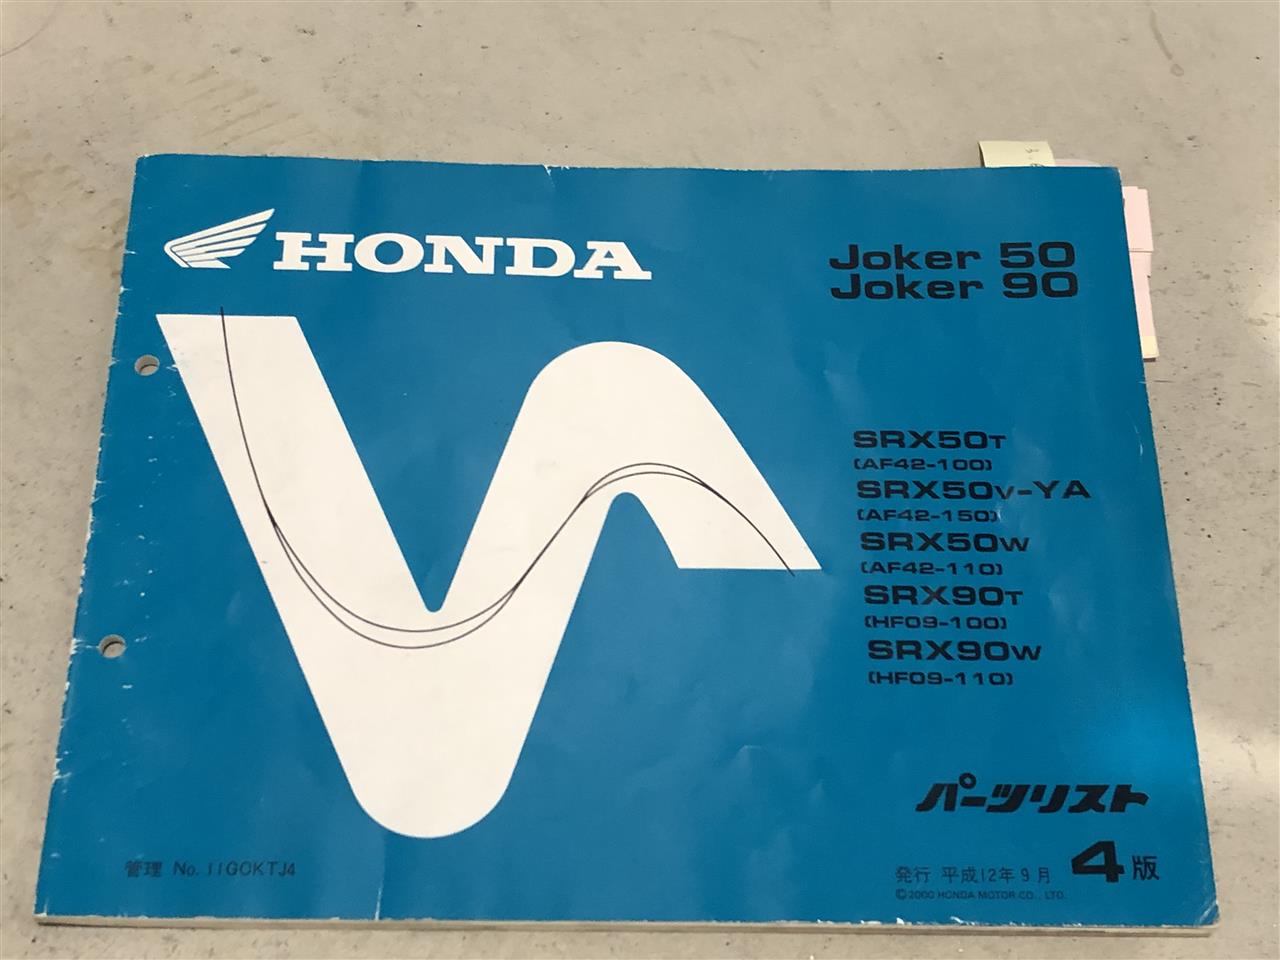 HONDA
Joker 50
Joker 90
SRX50T
(AF42-100)
SRX50V-YA
(AF42-150)
SRX50W
(AF42-110)
SRX90T
(HF09-100)
SRX90W
(HF09-110)
パーツリスト
管理 No. 11G0KTJ4
発行 平成12年9月 4版
©2000 HONDA MOTOR CO., LTD.